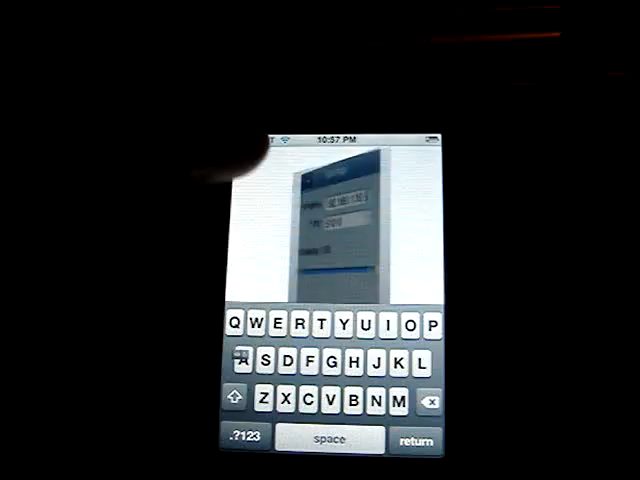 T 10:57 PM
Q W E R T Y U I O P
A S D F G H J K L
Z X C V B N M
.?123 space return